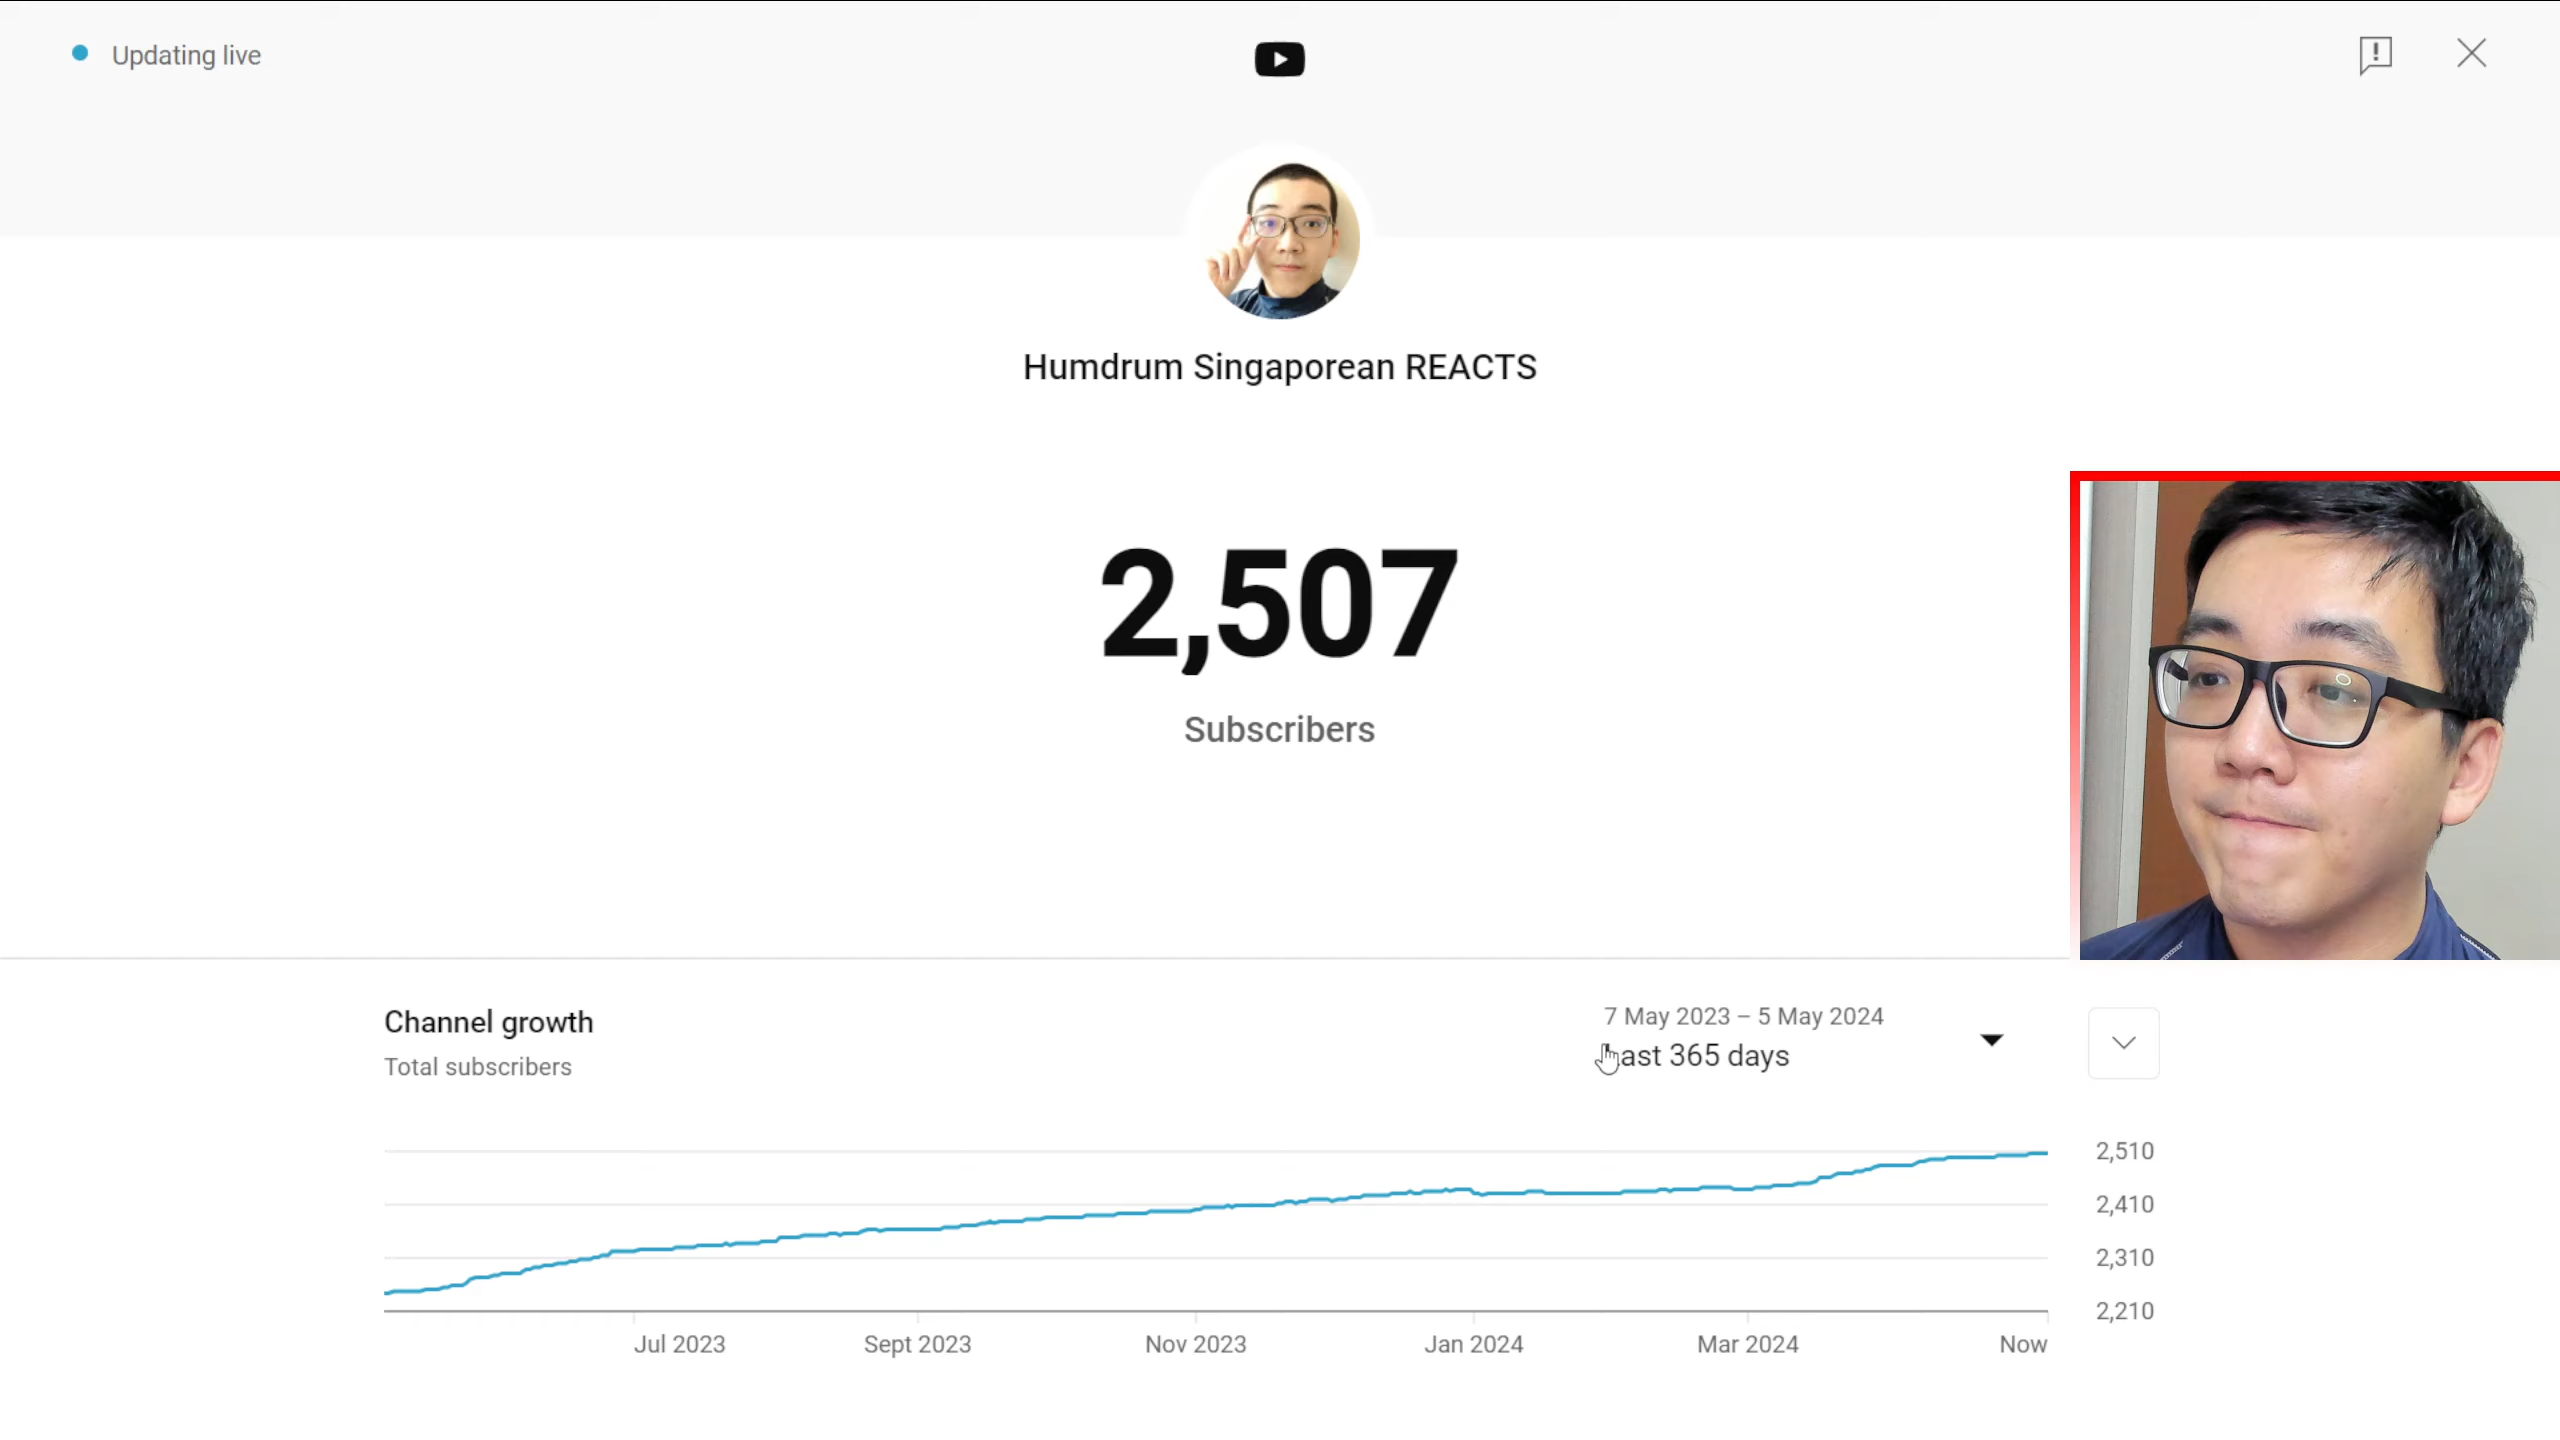 Updating live
Humdrum Singaporean REACTS
2,507
Subscribers
Channel growth
Total subscribers
7 May 2023 – 5 May 2024
Last 365 days
2,510
2,410
2,310
2,210
Jul 2023
Sept 2023
Nov 2023
Jan 2024
Mar 2024
Now